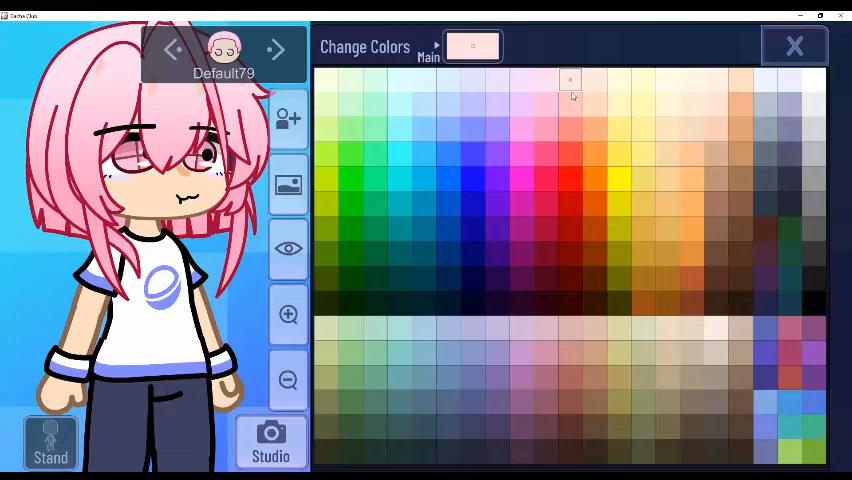 Gacha Club
Default79
Change Colors
Main
Stand
Studio